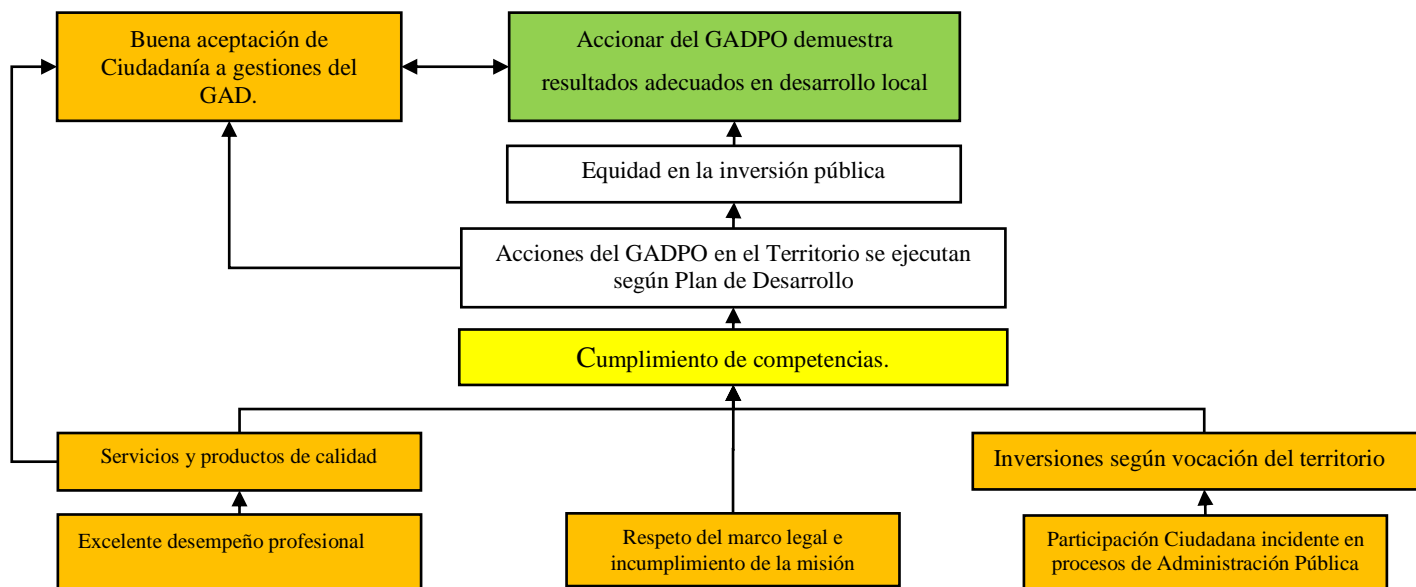 Buena aceptación de
Ciudadanía a gestiones del
GAD.
Accionar del GADPO demuestra
resultados adecuados en desarrollo local
Equidad en la inversión pública
Acciones del GADPO en el Territorio se ejecutan
según Plan de Desarrollo
Cumplimiento de competencias.
Servicios y productos de calidad
Inversiones según vocación del territorio
Excelente desempeño profesional
Respeto del marco legal e
incumplimiento de la misión
Participación Ciudadana incidente en
procesos de Administración Pública